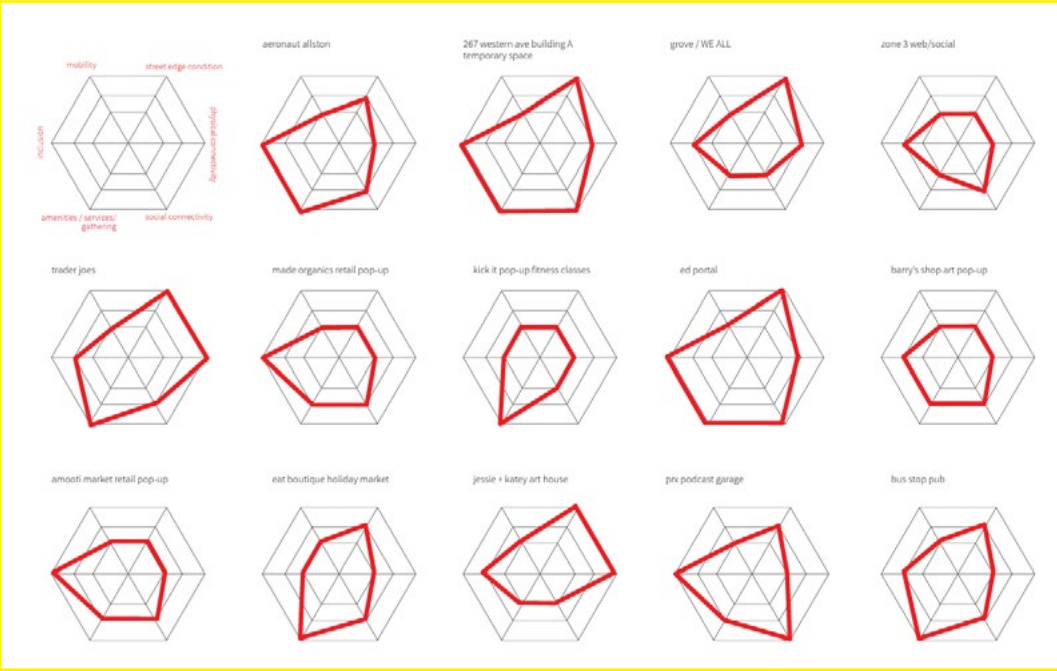 aeronaut allston
267 western ave building A
temporary space
grove / WE ALL
zone 3 web/social
mobility
street edge condition
inclusion
physical connectivity
amenities / services/
gathering
social connectivity
trader joes
made organics retail pop-up
kick it pop-up fitness classes
ed portal
barry's shop art pop-up
amooti market retail pop-up
eat boutique holiday market
jessie + katey art house
prx podcast garage
bus stop pub